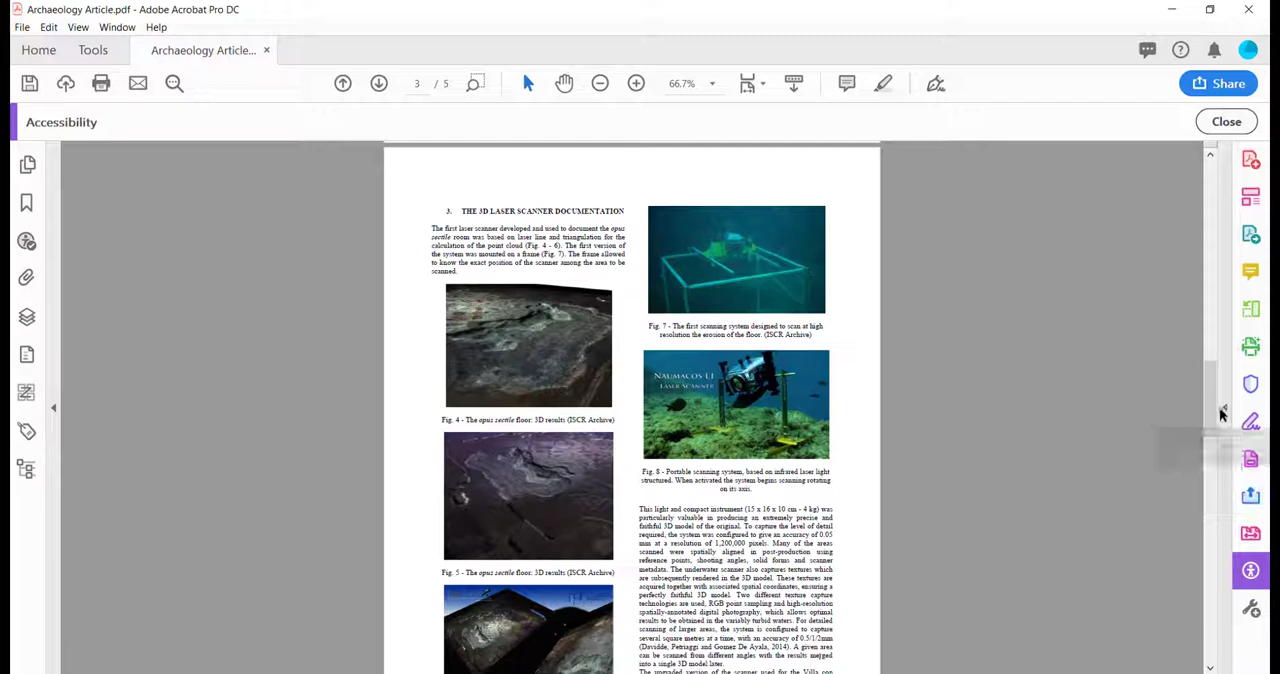 Archaeology Article.pdf - Adobe Acrobat Pro DC
File Edit View Window Help
Home Tools Archaeology Article... ×
3 / 5 66.7% Share
Accessibility Close
3. THE 3D LASER SCANNER DOCUMENTATION
The first laser scanner developed and used to document the opus
sectile room was based on laser line and triangulation for the
calculation of the point cloud (Fig. 4 - 6). The first version of
the system was mounted on a frame (Fig. 7). The frame allowed
to know the exact position of the scanner among the area to be
scanned.
Fig. 4 - The opus sectile floor: 3D results (ISCR Archive)
Fig. 5 - The opus sectile floor: 3D results (ISCR Archive)
Fig. 7 - The first scanning system designed to scan at high
resolution the erosion of the floor. (ISCR Archive)
NAUMACOS L1
LASER SCANNER
Fig. 8 - Portable scanning system, based on infrared laser light
structured. When activated the system begins scanning rotating
on its axis.
This light and compact instrument (15 x 16 x 10 cm - 4 kg) was
particularly valuable in producing an extremely precise and
faithful 3D model of the original. To capture the level of detail
required, the system was configured to give an accuracy of 0.05
mm at a resolution of 1,200,000 pixels. Many of the areas
scanned were spatially aligned in post-production using
reference points, shooting angles, solid forms and scanner
metadata. The underwater scanner also captures textures which
are subsequently rendered in the 3D model. These textures are
acquired together with associated spatial coordinates, ensuring a
perfectly faithful 3D model. Two different texture capture
technologies are used, RGB point sampling and high-resolution
spatially-annotated digital photography, which allows optimal
results to be obtained in the variably turbid waters. For detailed
scanning of larger areas, the system is configured to capture
several square metres at a time, with an accuracy of 0.5/1/2mm
(Davidde, Petriaggi and Gomez De Ayala, 2014). A given area
can be scanned from different angles with the results merged
into a single 3D model later.
The upgraded version of the scanner used for the Villa con